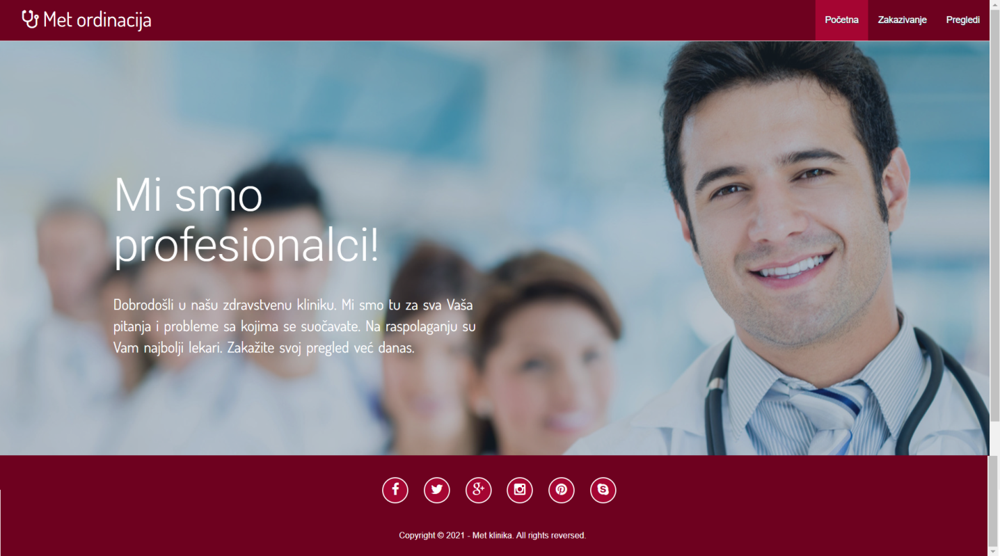 Met ordinacija
Početna
Zakazivanje
Pregledi
Mi smo
profesionalci!
Dobrodošli u našu zdravstvenu kliniku. Mi smo tu za sva Vaša
pitanja i probleme sa kojima se suočavate. Na raspolaganju su
Vam najbolji lekari. Zakažite svoj pregled već danas.
Copyright © 2021 - Met klinika. All rights reversed.